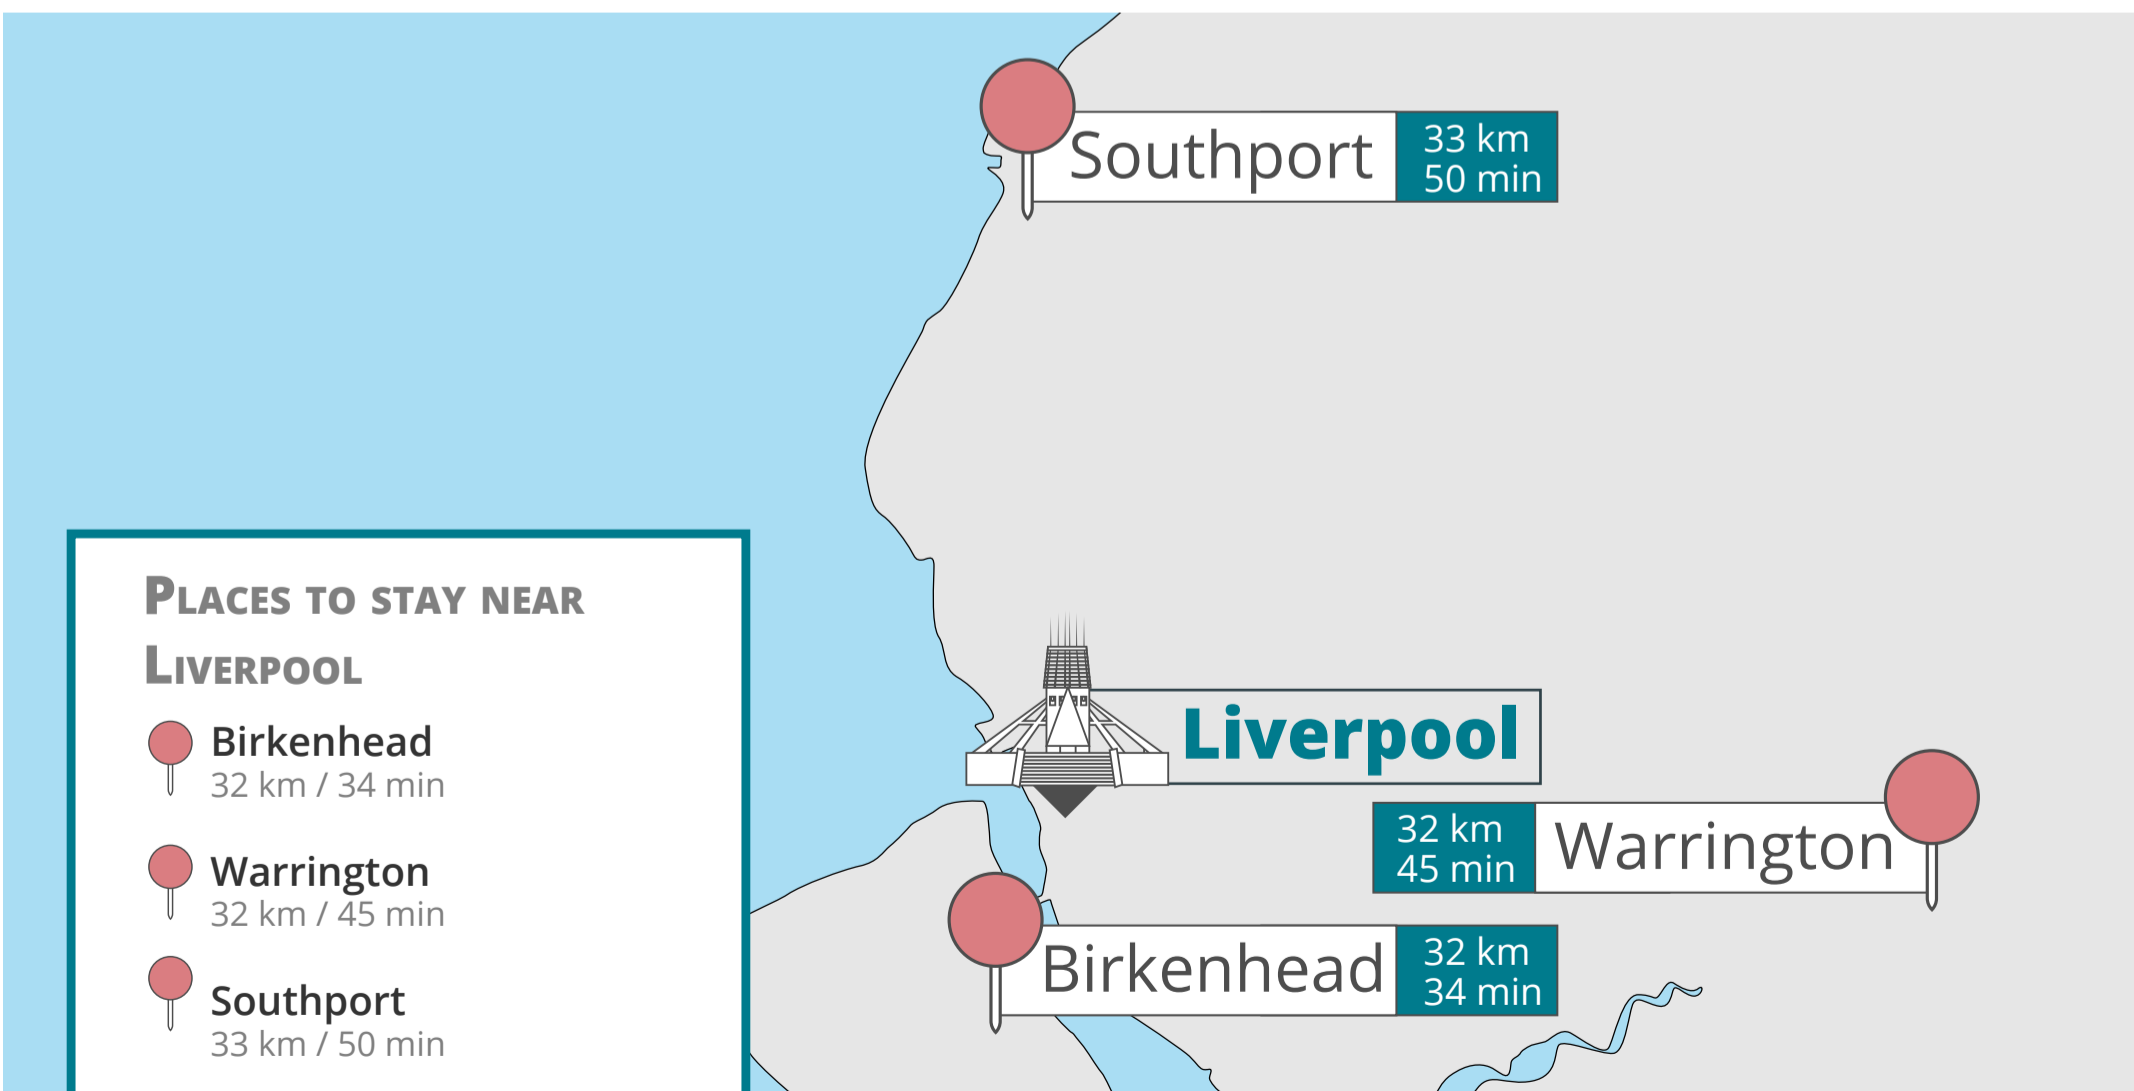 Southport
33 km
50 min
PLACES TO STAY NEAR
LIVERPOOL
Birkenhead
32 km / 34 min
Warrington
32 km / 45 min
Southport
33 km / 50 min
Liverpool
32 km
45 min
Warrington
Birkenhead
32 km
34 min